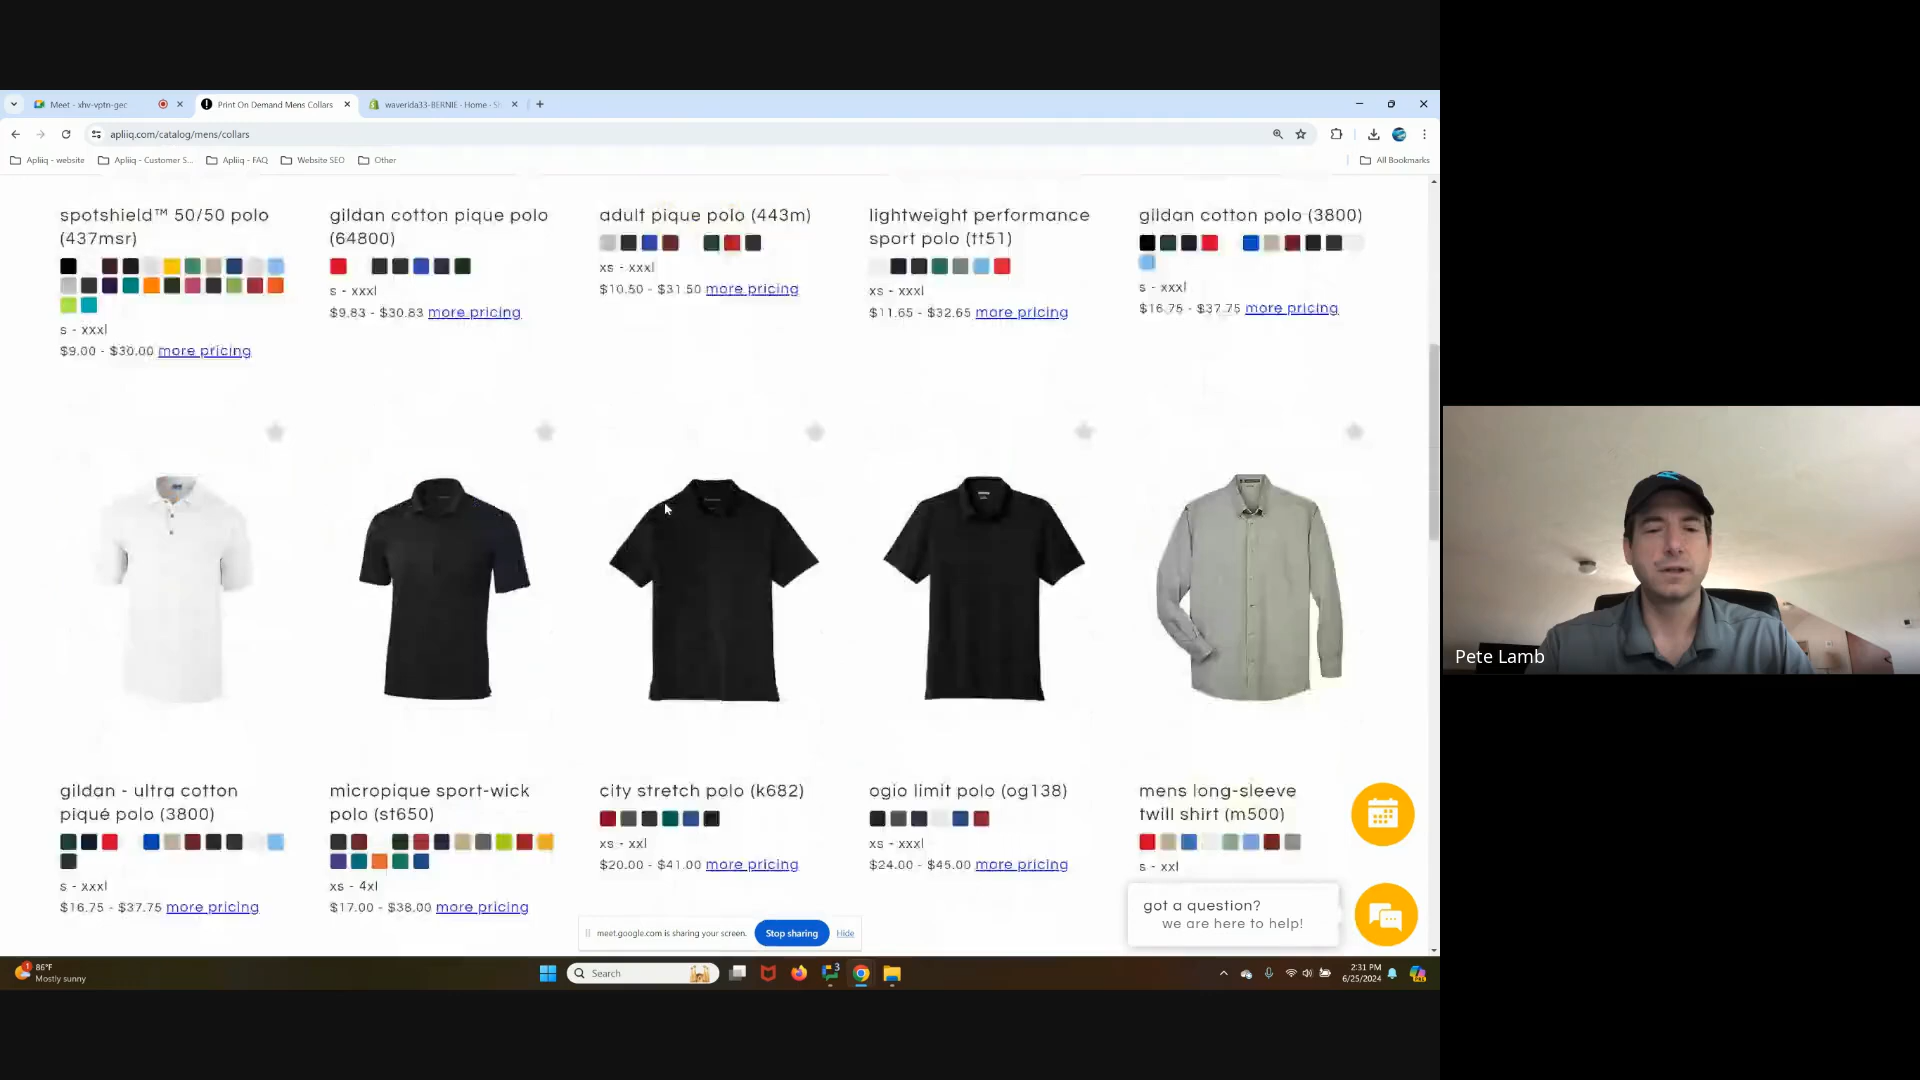 Meet - xhv-vptn-gec
Print On Demand Mens Collars
waverida33-BERNIE - Home - S
apliiq.com/catalog/mens/collars
Apliiq - website
Apliiq - Customer S...
Apliiq - FAQ
Website SEO
Other
All Bookmarks
spotshield™ 50/50 polo
(437msr)
s - xxxl
$9.00 - $30.00 more pricing
gildan cotton pique polo
(64800)
s - xxxl
$9.83 - $30.83 more pricing
adult pique polo (443m)
xs - xxxl
$10.50 - $31.50 more pricing
lightweight performance
sport polo (tt51)
xs - xxxl
$11.65 - $32.65 more pricing
gildan cotton polo (3800)
s - xxxl
$16.75 - $37.75 more pricing
gildan - ultra cotton
piqué polo (3800)
s - xxxl
$16.75 - $37.75 more pricing
micropique sport-wick
polo (st650)
xs - 4xl
$17.00 - $38.00 more pricing
city stretch polo (k682)
xs - xxl
$20.00 - $41.00 more pricing
ogio limit polo (og138)
xs - xxxl
$24.00 - $45.00 more pricing
mens long-sleeve
twill shirt (m500)
s - xxl
got a question?
we are here to help!
meet.google.com is sharing your screen.
Stop sharing
Hide
86°F
Mostly sunny
Search
3
2:31 PM
6/25/2024
Pete Lamb